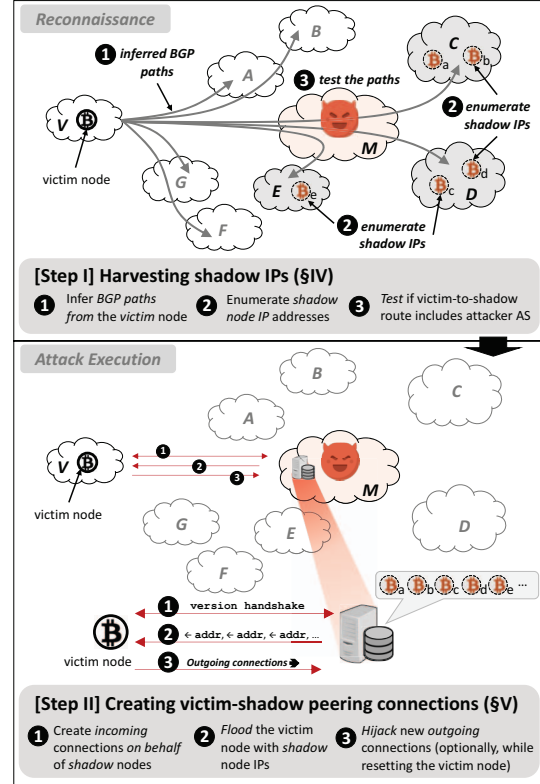 Reconnaissance
1 inferred BGP
paths
B
A
C
a b
3 test the paths
V
victim node
M
2 enumerate
shadow IPs
G
F
E
e
d
c
D
2 enumerate
shadow IPs
[Step I] Harvesting shadow IPs (§IV)
1 Infer BGP paths
from the victim node
2 Enumerate shadow
node IP addresses
3 Test if victim-to-shadow
route includes attacker AS
Attack Execution
B
C
A
V
1
2
3
M
victim node
G
E
D
F
a b c d e ...
1 version handshake
2 ← addr, ← addr, ← addr, …
victim node
3 Outgoing connections
[Step II] Creating victim-shadow peering connections (§V)
1 Create incoming
connections on behalf
of shadow nodes
2 Flood the victim
node with shadow
node IPs
3 Hijack new outgoing
connections (optionally, while
resetting the victim node)